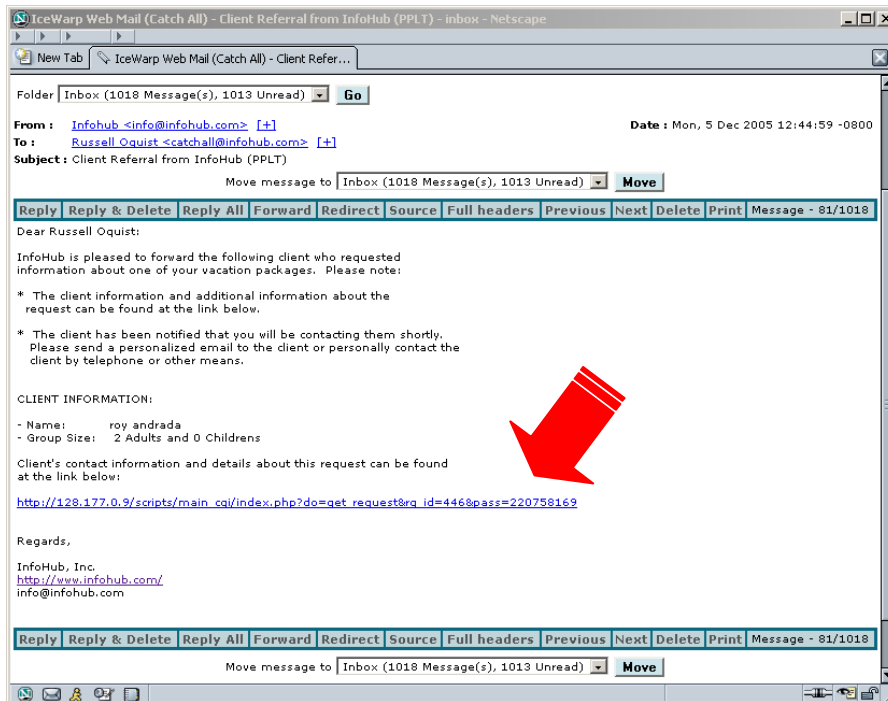 IceWarp Web Mail (Catch All) - Client Referral from InfoHub (PPLT) - inbox - Netscape
New Tab IceWarp Web Mail (Catch All) - Client Refer...
Folder Inbox (1018 Message(s), 1013 Unread) Go
From : Infohub <info@infohub.com> [+] Date : Mon, 5 Dec 2005 12:44:59 -0800
To : Russell Oquist <catchall@infohub.com> [+]
Subject : Client Referral from InfoHub (PPLT)
Move message to Inbox (1018 Message(s), 1013 Unread) Move
Reply Reply & Delete Reply All Forward Redirect Source Full headers Previous Next Delete Print Message - 81/1018
Dear Russell Oquist:
InfoHub is pleased to forward the following client who requested
information about one of your vacation packages. Please note:
* The client information and additional information about the
request can be found at the link below.
* The client has been notified that you will be contacting them shortly.
Please send a personalized email to the client or personally contact the
client by telephone or other means.
CLIENT INFORMATION:
- Name: roy andrada
- Group Size: 2 Adults and 0 Childrens
Client's contact information and details about this request can be found
at the link below:
http://128.177.0.9/scripts/main_cgi/index.php?do=get_request&rq_id=446&pass=220758169
Regards,
InfoHub, Inc.
http://www.infohub.com/
info@infohub.com
Reply Reply & Delete Reply All Forward Redirect Source Full headers Previous Next Delete Print Message - 81/1018
Move message to Inbox (1018 Message(s), 1013 Unread) Move